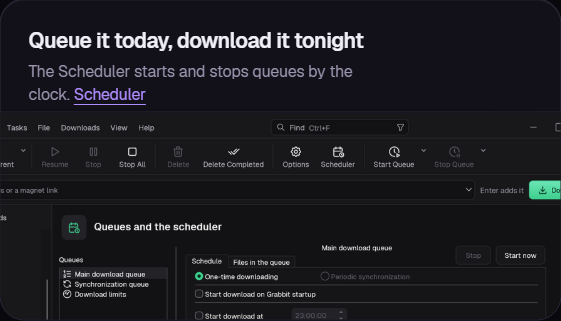 Queue it today, download it tonight
The Scheduler starts and stops queues by the
clock. Scheduler
Tasks File Downloads View Help Find Ctrl+F
Resume Stop Stop All Delete Delete Completed Options Scheduler Start Queue Stop Queue
s or a magnet link Enter adds it
Queues and the scheduler
Main download queue
Stop Start now
Queues
Schedule Files in the queue
Main download queue
Synchronization queue
Download limits
One-time downloading Periodic synchronization
Start download on Grabbit startup
Start download at 23:00:00